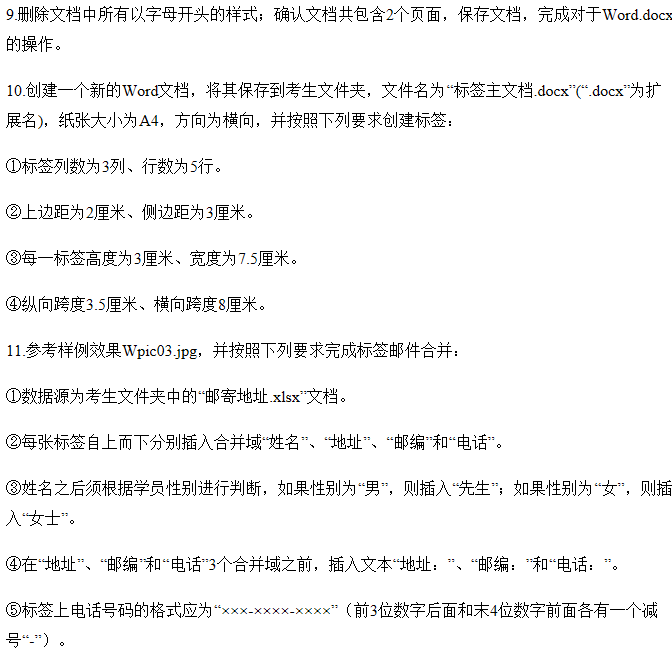 9.删除文档中所有以字母开头的样式；确认文档共包含2个页面，保存文档，完成对于Word.docx
的操作。
10.创建一个新的Word文档，将其保存到考生文件夹，文件名为“标签主文档.docx”(“.docx”为扩
展名)，纸张大小为A4，方向为横向，并按照下列要求创建标签：
①标签列数为3列、行数为5行。
②上边距为2厘米、侧边距为3厘米。
③每一标签高度为3厘米、宽度为7.5厘米。
④纵向跨度3.5厘米、横向跨度8厘米。
11.参考样例效果Wpic03.jpg，并按照下列要求完成标签邮件合并：
①数据源为考生文件夹中的“邮寄地址.xlsx”文档。
②每张标签自上而下分别插入合并域“姓名”、“地址”、“邮编”和“电话”。
③姓名之后须根据学员性别进行判断，如果性别为“男”，则插入“先生”；如果性别为“女”，则插
入“女士”。
④在“地址”、“邮编”和“电话”3个合并域之前，插入文本“地址：”、“邮编：”和“电话：”。
⑤标签上电话号码的格式应为“×××-××××-××××”（前3位数字后面和末4位数字前面各有一个减
号“-”）。